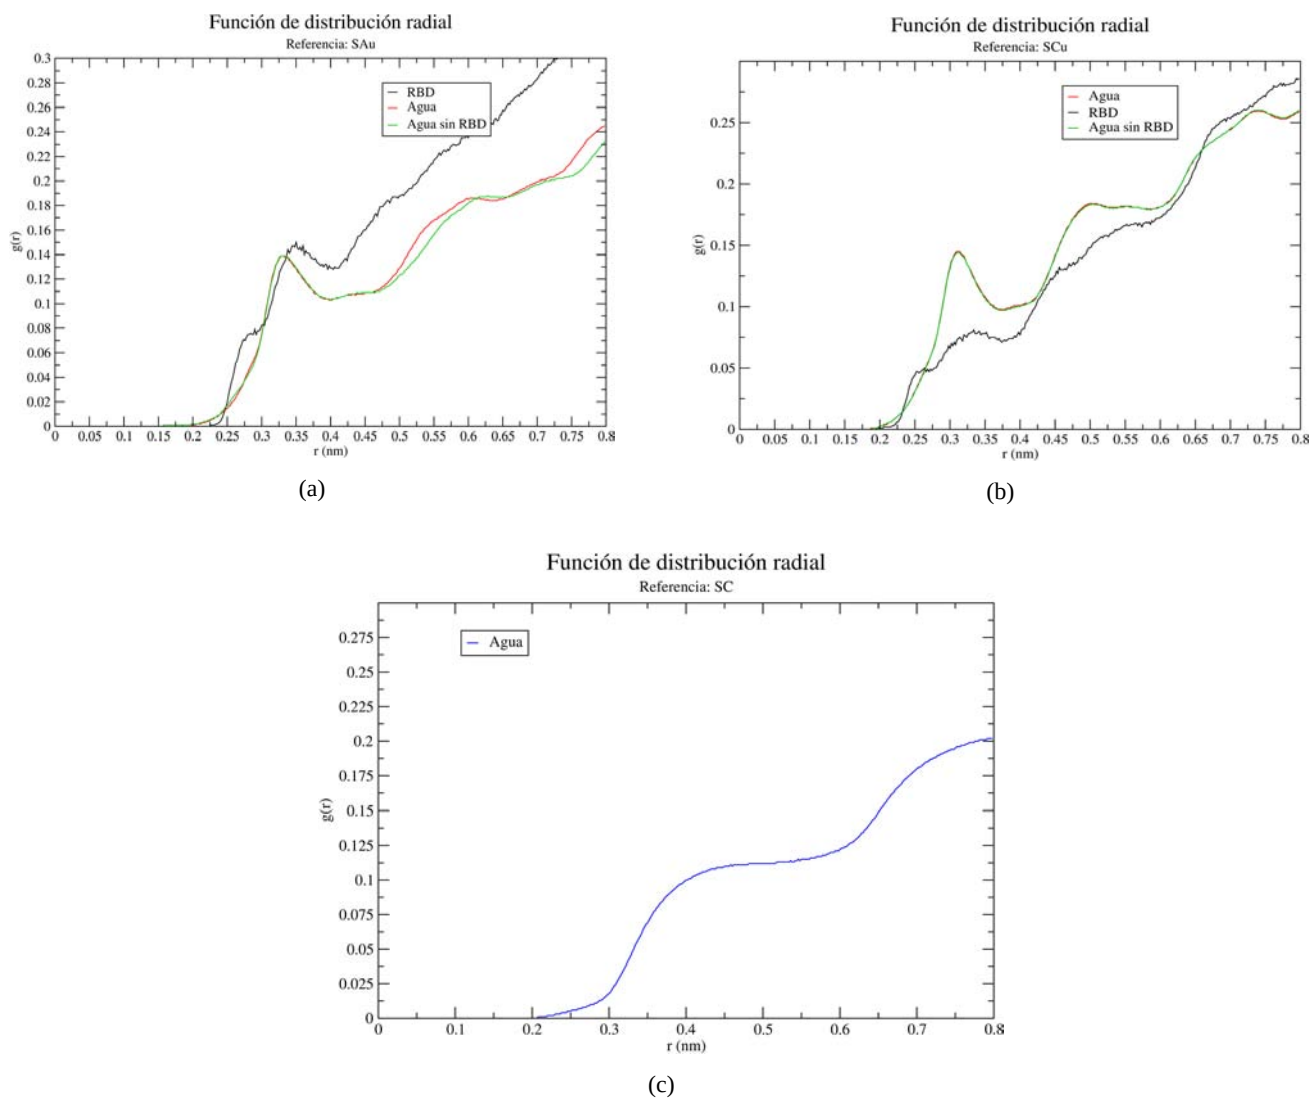 Función de distribución radial
Referencia: SAu
0.3
0.28
0.26
0.24
0.22
0.2
0.18
0.16
0.14
0.12
0.1
0.08
0.06
0.04
0.02
0
g(r)
RBD
Agua
Agua sin RBD
0 0.05 0.1 0.15 0.2 0.25 0.3 0.35 0.4 0.45 0.5 0.55 0.6 0.65 0.7 0.75 0.8
r (nm)
(a)
Función de distribución radial
Referencia: SCu
0.25
0.2
0.15
0.1
0.05
0
g(r)
Agua
RBD
Agua sin RBD
0 0.05 0.1 0.15 0.2 0.25 0.3 0.35 0.4 0.45 0.5 0.55 0.6 0.65 0.7 0.75 0.8
r (nm)
(b)
Función de distribución radial
Referencia: SC
0.275
0.25
0.225
0.2
0.175
0.15
0.125
0.1
0.075
0.05
0.025
0
g(r)
Agua
0 0.1 0.2 0.3 0.4 0.5 0.6 0.7 0.8
r (nm)
(c)